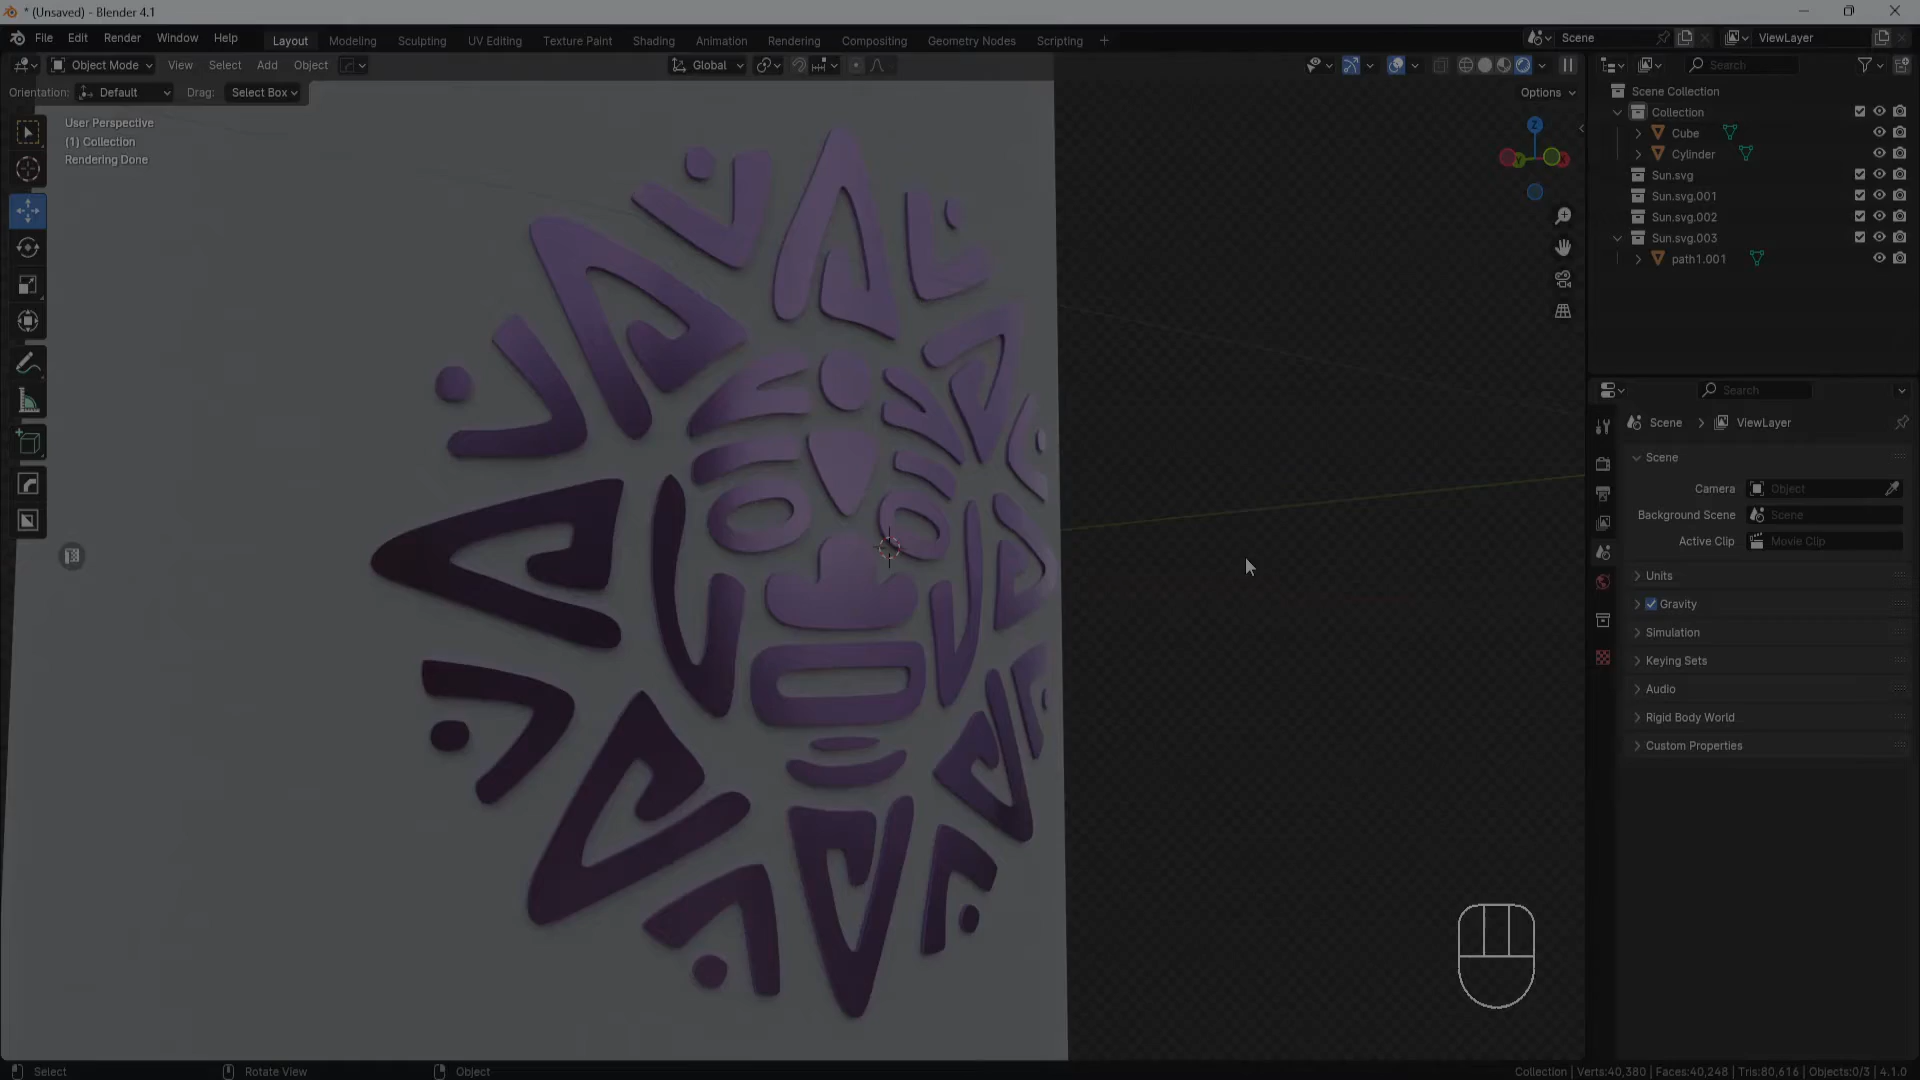 * (Unsaved) - Blender 4.1
File Edit Render Window Help
Layout Modeling Sculpting UV Editing Texture Paint Shading Animation Rendering Compositing Geometry Nodes Scripting +
Scene
ViewLayer
Object Mode View Select Add Object
Global
Search
Orientation: Default Drag: Select Box
Options
User Perspective
(1) Collection
Rendering Done
Z
Y
X
Scene Collection
Collection
Cube
Cylinder
Sun.svg
Sun.svg.001
Sun.svg.002
Sun.svg.003
path1.001
Search
Scene > ViewLayer
Scene
Camera Object
Background Scene Scene
Active Clip Movie Clip
Units
Gravity
Simulation
Keying Sets
Audio
Rigid Body World
Custom Properties
Select Rotate View Object
Collection | Verts:40,380 | Faces:40,248 | Tris:80,616 | Objects:0/3 | 4.1.0